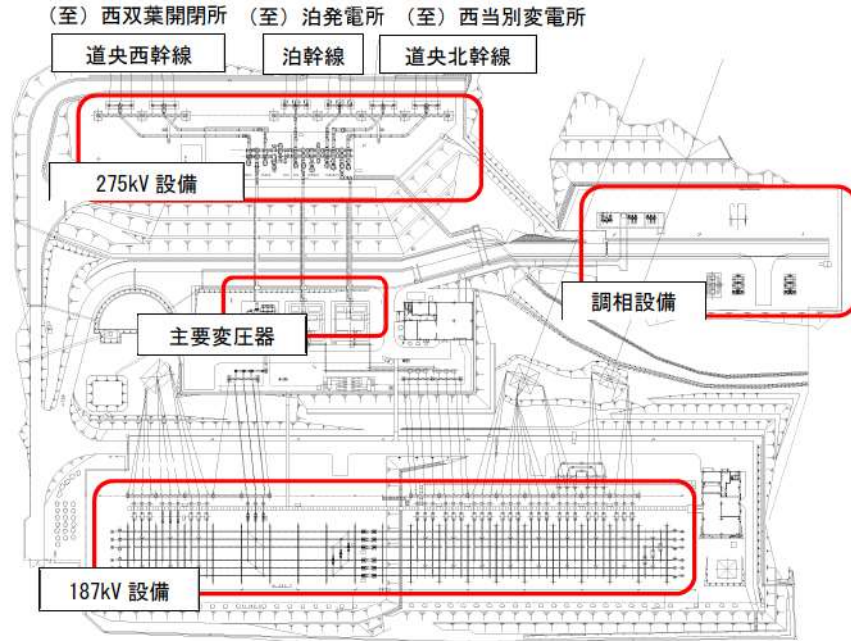 （至）西双葉開閉所　（至）泊発電所　（至）西当別変電所
道央西幹線　泊幹線　道央北幹線
275kV 設備
調相設備
主要変圧器
187kV 設備